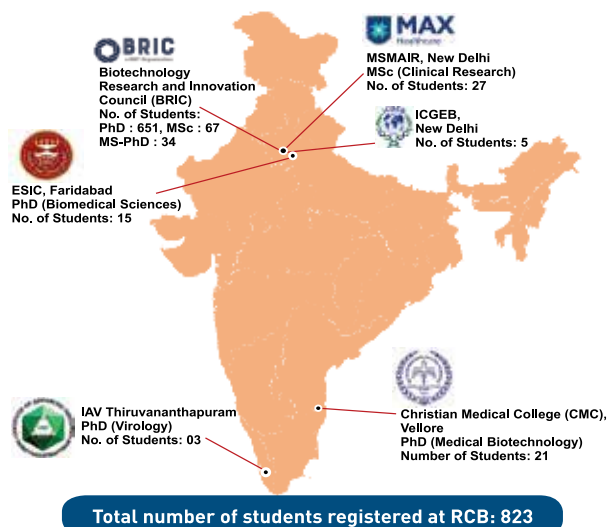 BRIC
Biotechnology
Research and Innovation
Council (BRIC)
No. of Students:
PhD : 651, MSc : 67
MS-PhD : 34
MAX
Healthcare
MSMAIR, New Delhi
MSc (Clinical Research)
No. of Students: 27
ICGEB,
New Delhi
No. of Students: 5
ESIC, Faridabad
PhD (Biomedical Sciences)
No. of Students: 15
IAV Thiruvananthapuram
PhD (Virology)
No. of Students: 03
Christian Medical College (CMC),
Vellore
PhD (Medical Biotechnology)
Number of Students: 21
Total number of students registered at RCB: 823